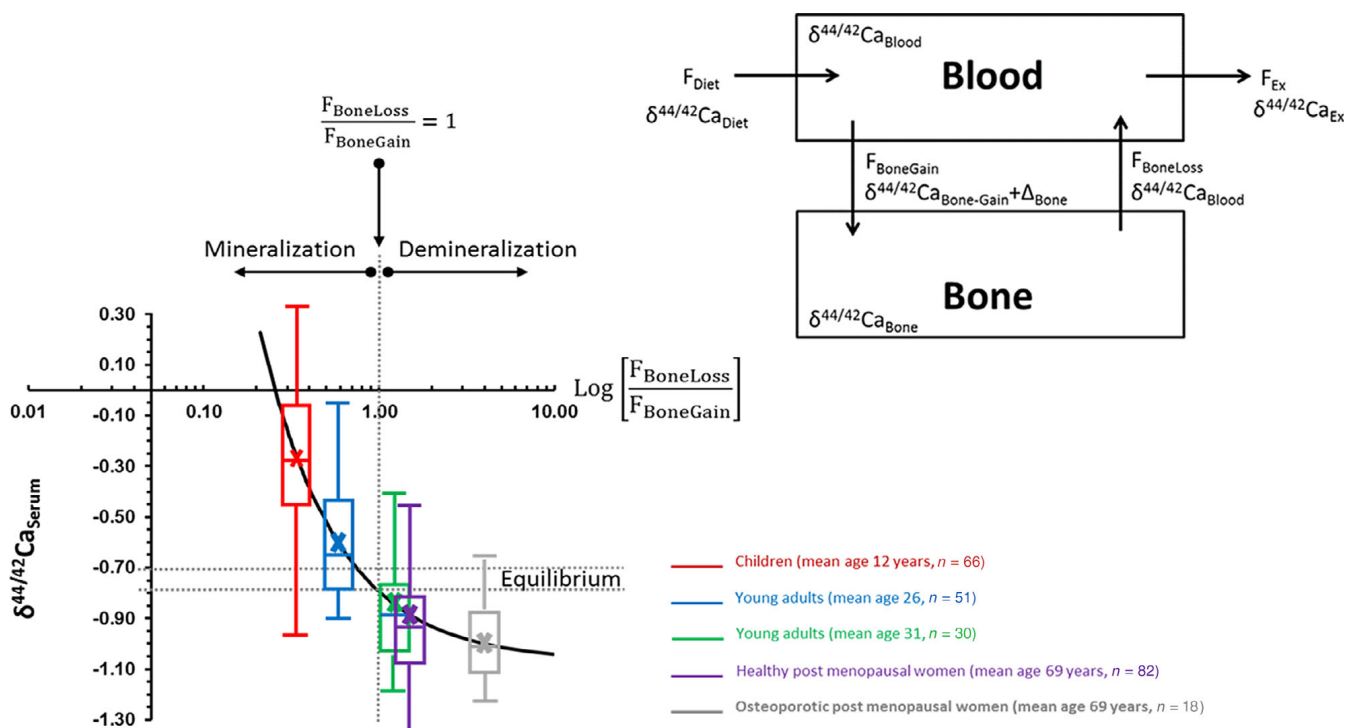 δ44/42CaBlood
Blood
FDiet
δ44/42CaDiet
FEx
δ44/42CaEx
FBoneGain
δ44/42CaBone-Gain+ΔBone
FBoneLoss
δ44/42CaBlood
Bone
δ44/42CaBone
FBoneLoss
FBoneGain
= 1
Mineralization
Demineralization
0.30
0.10
-0.10
-0.30
-0.50
-0.70
-0.90
-1.10
-1.30
0.01
0.10
1.00
10.00
Log [FBoneLoss
FBoneGain]
δ44/42CaSerum
Equilibrium
Children (mean age 12 years, n = 66)
Young adults (mean age 26, n = 51)
Young adults (mean age 31, n = 30)
Healthy post menopausal women (mean age 69 years, n = 82)
Osteoporotic post menopausal women (mean age 69 years, n = 18)